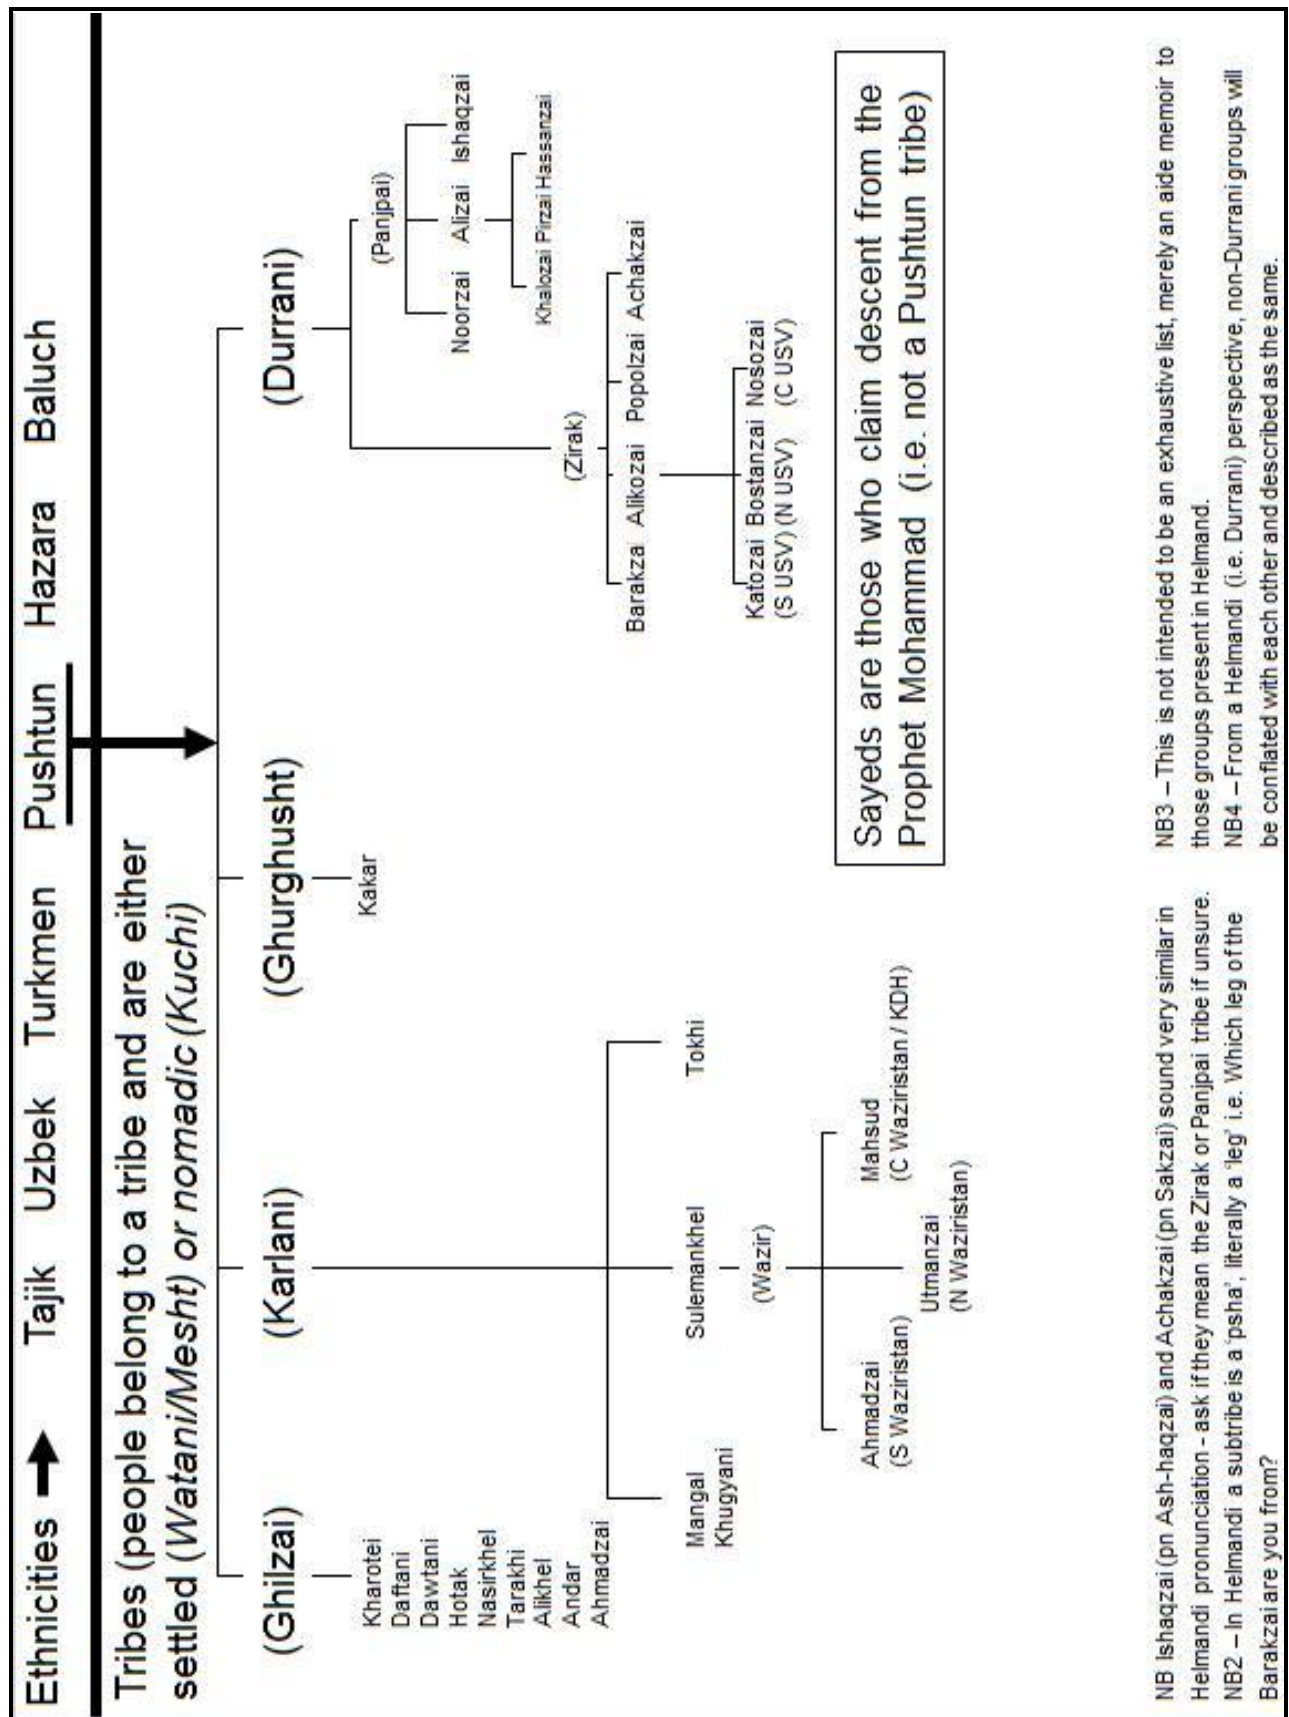 Ethnicities → Tajik Uzbek Turkmen Pushtun Hazara Baluch
Tribes (people belong to a tribe and are either
settled (Watani/Mesht) or nomadic (Kuchi)
(Ghilzai) (Karlani) (Ghurghusht) (Durrani)
Kharotei
Daftani
Dawtani
Hotak
Nasirkhel
Tarakhi
Alikhel
Andar
Ahmadzai
Mangal
Khugyani
Sulemankhel
Tokhi
(Wazir)
Ahmadzai
(S Waziristan)
Utmanzai
(N Waziristan)
Mahsud
(C Waziristan / KDH)
Kakar
(Panjpai)
Noorzai Alizai Ishaqzai
Khalozai Pirzai Hassanzai
(Zirak)
Barakzai Alikozai Popolzai Achakzai
Katozai Bostanzai Nosozai
(S USV) (N USV) (C USV)
Sayeds are those who claim descent from the
Prophet Mohammad (i.e. not a Pushtun tribe)
NB Ishaqzai (pn Ash-haqzai) and Achakzai (pn Sakzai) sound very similar in
Helmandi pronunciation - ask if they mean the Zirak or Panjpai tribe if unsure.
NB2 – In Helmandi a subtribe is a 'psha', literally a 'leg' i.e. Which leg of the
Barakzai are you from?
NB3 – This is not intended to be an exhaustive list, merely an aide memoir to
those groups present in Helmand.
NB4 – From a Helmandi (i.e. Durrani) perspective, non-Durrani groups will
be conflated with each other and described as the same.